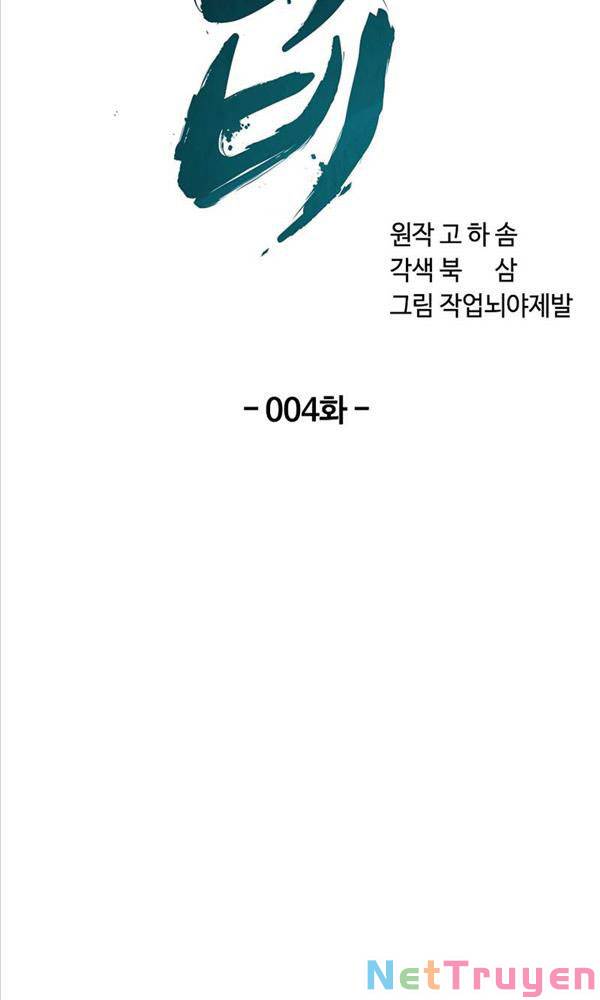 비
원작 고 하 솜
각색 북 삼
그림 작업뇌야제발
- 004화 -
NetTruyen